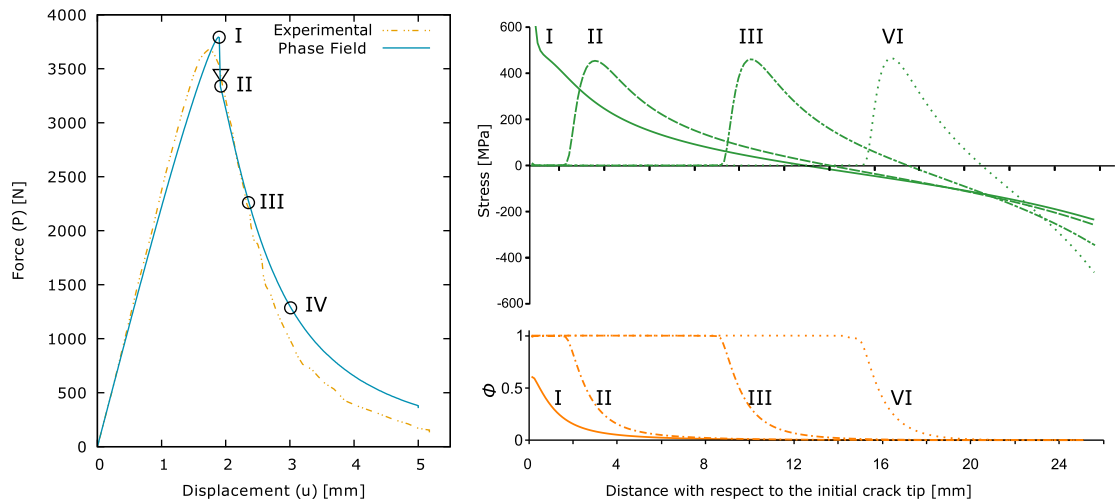 4000
3500
3000
2500
2000
1500
1000
500
0
Force (P) [N]
0 1 2 3 4 5
Displacement (u) [mm]
Experimental
Phase Field
I
II
III
IV
600
400
200
0
-200
-400
-600
Stress [MPa]
I II III VI
1
0.5
0
Φ
I II III VI
0 4 8 12 16 20 24
Distance with respect to the initial crack tip [mm]